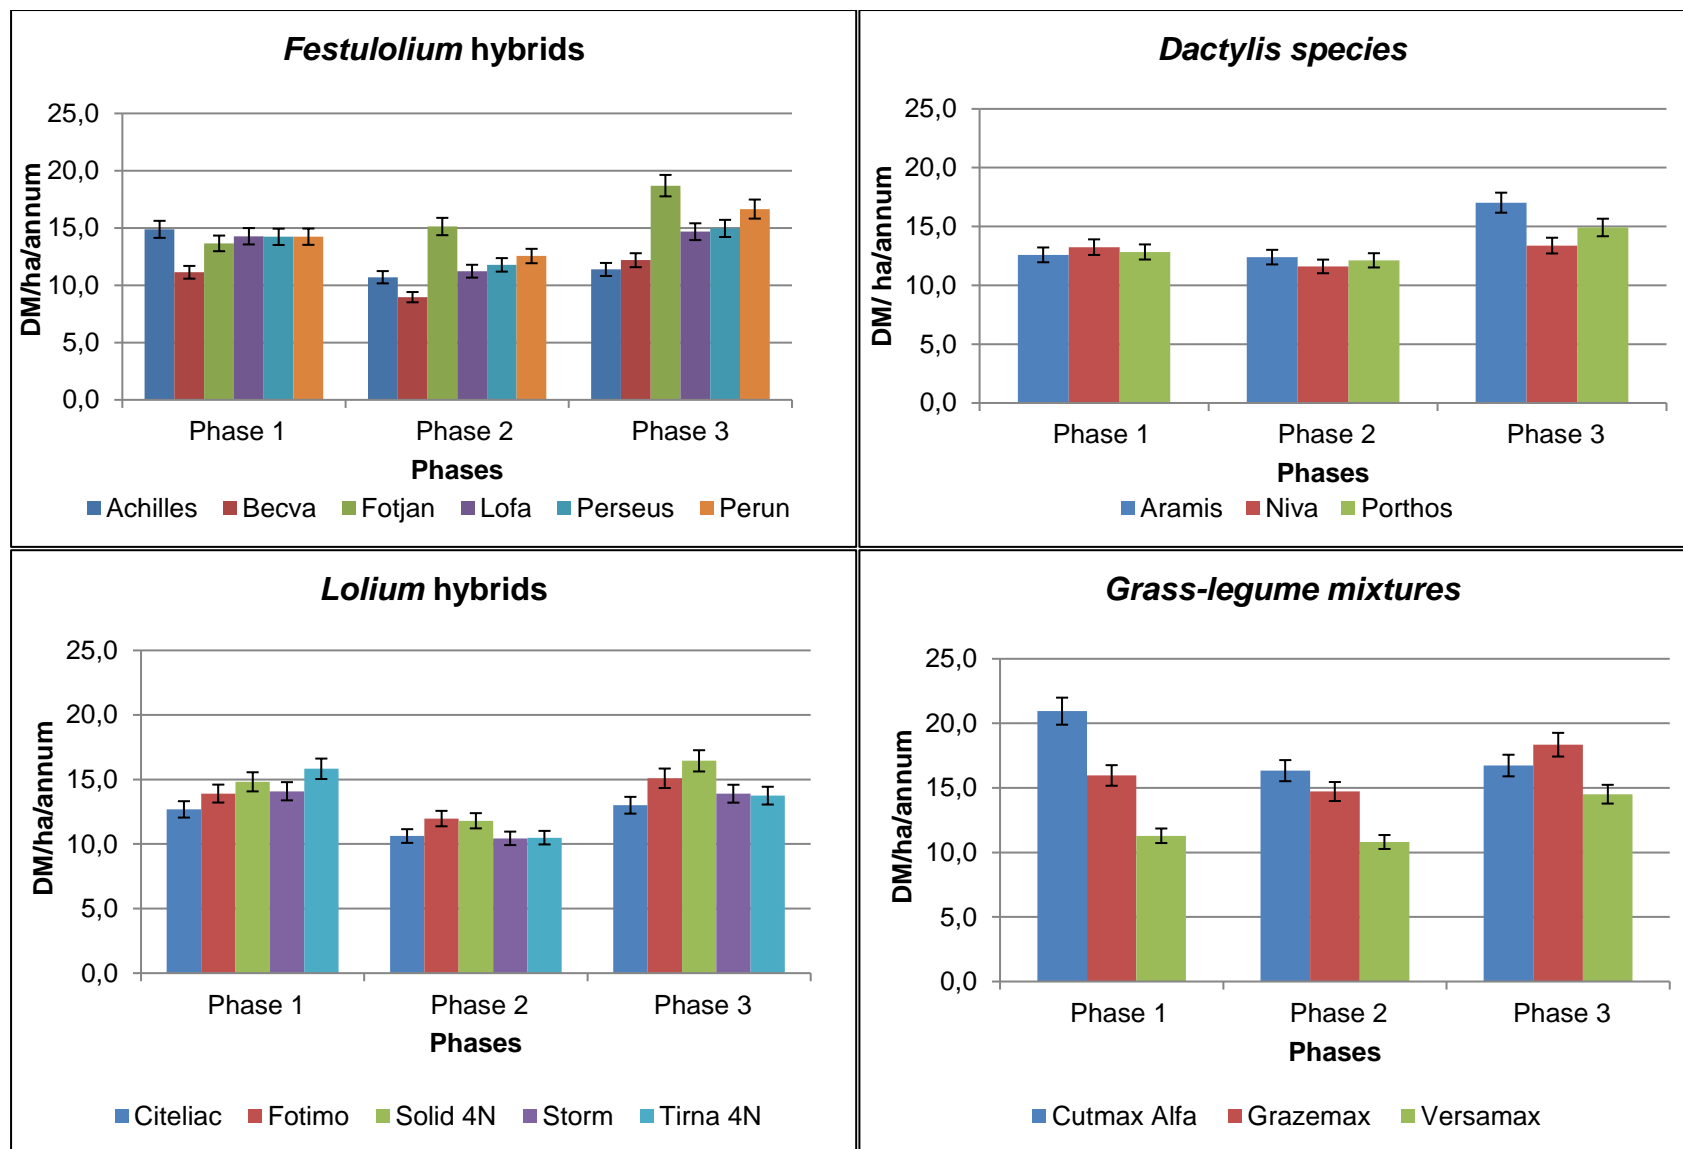 Festulolium hybrids
DM/ha/annum
25,0
20,0
15,0
10,0
5,0
0,0
Phase 1 Phase 2 Phase 3
Phases
Achilles Becva Fotjan Lofa Perseus Perun
Dactylis species
DM/ ha/annum
25,0
20,0
15,0
10,0
5,0
0,0
Phase 1 Phase 2 Phase 3
Phases
Aramis Niva Porthos
Lolium hybrids
DM/ha/annum
25,0
20,0
15,0
10,0
5,0
0,0
Phase 1 Phase 2 Phase 3
Phases
Citeliac Fotimo Solid 4N Storm Tirna 4N
Grass-legume mixtures
DM/ha/annum
25,0
20,0
15,0
10,0
5,0
0,0
Phase 1 Phase 2 Phase 3
Phases
Cutmax Alfa Grazemax Versamax